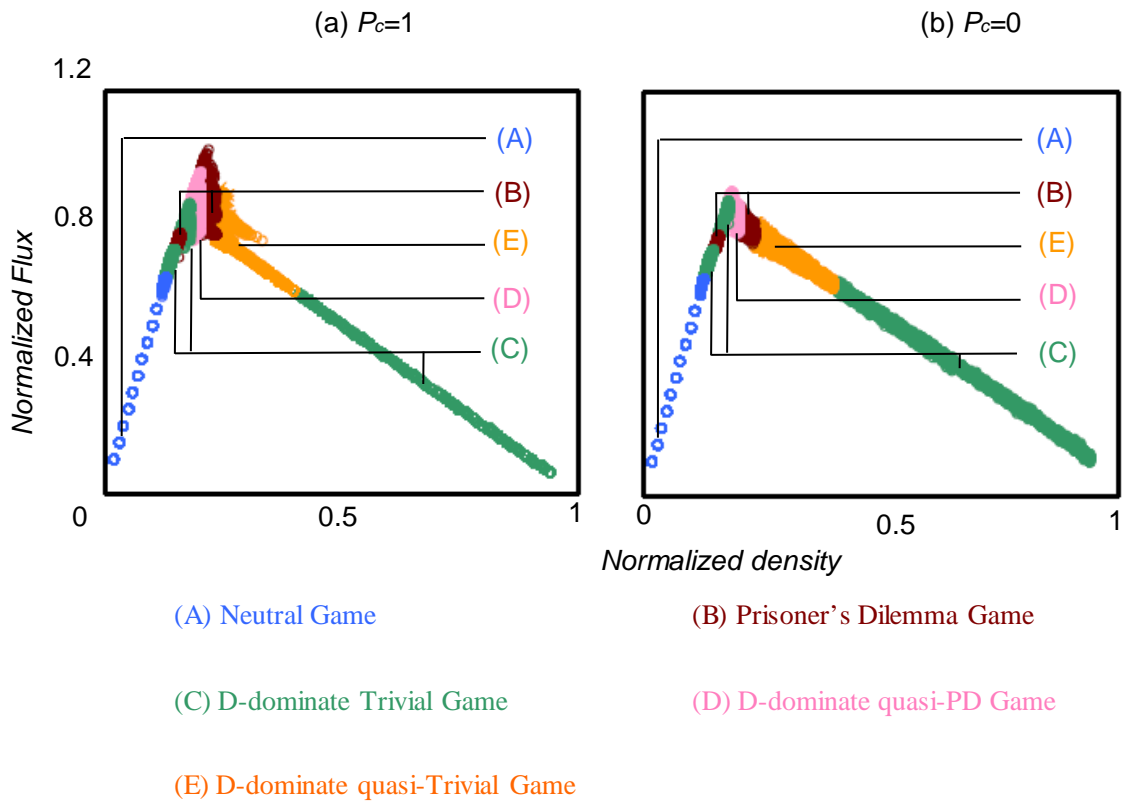 (a) Pc=1
(b) Pc=0
1.2
0.8
0.4
0
0.5
1
0
0.5
1
Normalized Flux
Normalized density
(A)
(B)
(E)
(D)
(C)
(A)
(B)
(E)
(D)
(C)
(A) Neutral Game
(B) Prisoner's Dilemma Game
(C) D-dominate Trivial Game
(D) D-dominate quasi-PD Game
(E) D-dominate quasi-Trivial Game